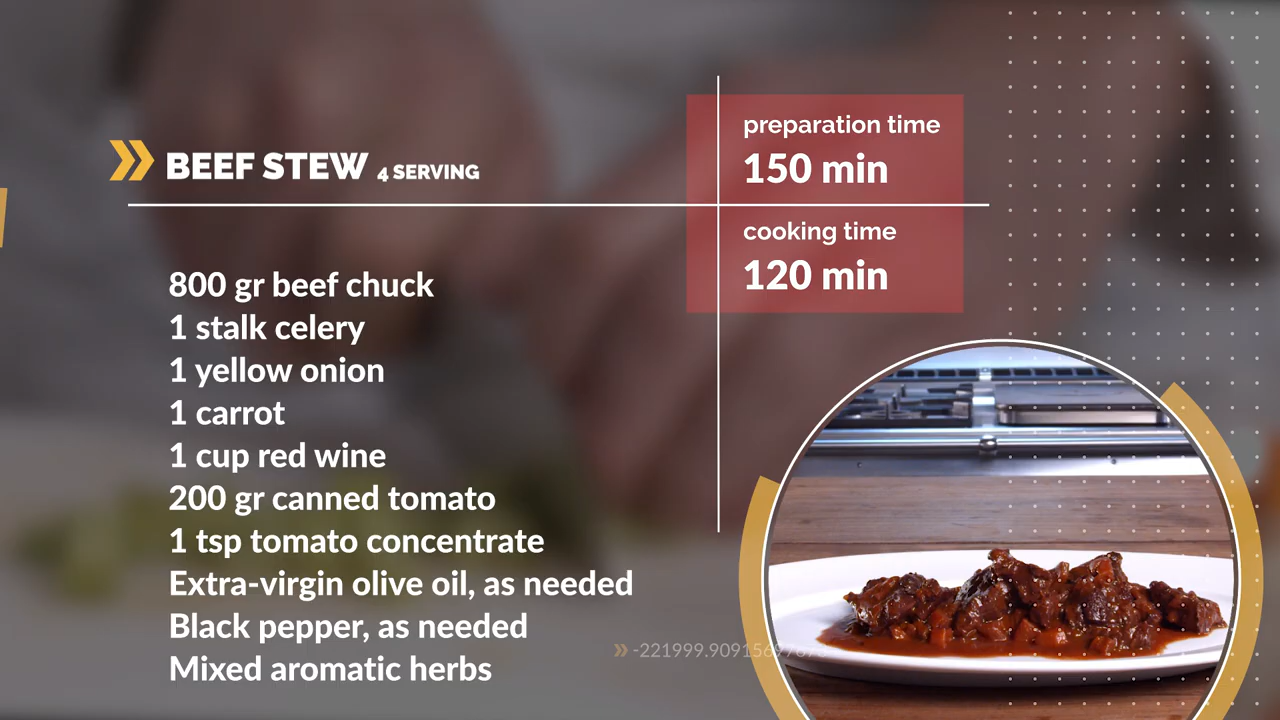 BEEF STEW 4 SERVING
preparation time
150 min
cooking time
120 min
800 gr beef chuck
1 stalk celery
1 yellow onion
1 carrot
1 cup red wine
200 gr canned tomato
1 tsp tomato concentrate
Extra-virgin olive oil, as needed
Black pepper, as needed
Mixed aromatic herbs